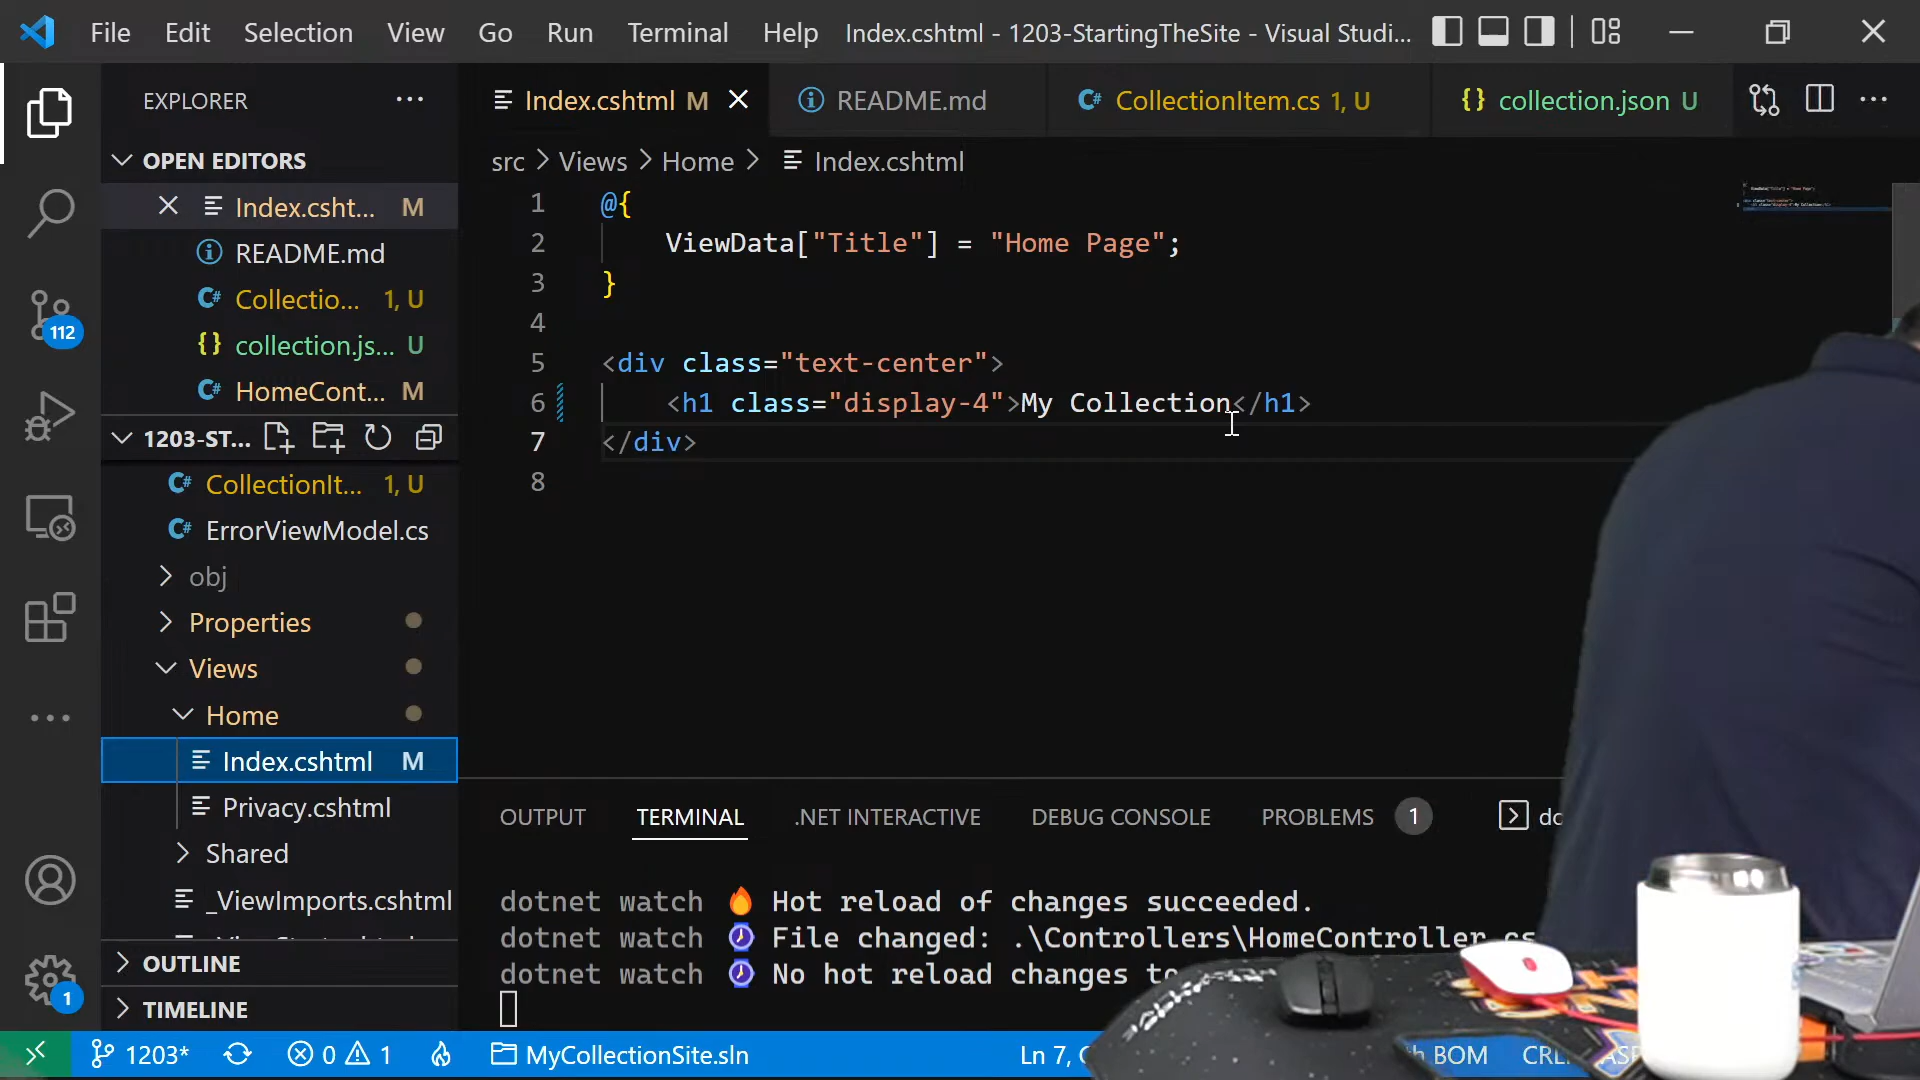 File Edit Selection View Go Run Terminal Help Index.cshtml - 1203-StartingTheSite - Visual Studi...
EXPLORER
Index.cshtml M
README.md
CollectionItem.cs 1, U
collection.json U
OPEN EDITORS
src > Views > Home > Index.cshtml
Index.csht... M
README.md
Collectio... 1, U
collection.js... U
HomeCont... M
1203-ST...
CollectionIt... 1, U
ErrorViewModel.cs
obj
Properties
Views
Home
Index.cshtml M
Privacy.cshtml
Shared
_ViewImports.cshtml
OUTLINE
TIMELINE
112
1
1 @{
2 ViewData["Title"] = "Home Page";
3 }
4
5 <div class="text-center">
6 <h1 class="display-4">My Collection</h1>
7 </div>
8
OUTPUT TERMINAL .NET INTERACTIVE DEBUG CONSOLE PROBLEMS 1
dotnet watch 🔥 Hot reload of changes succeeded.
dotnet watch ⌚ File changed: .\Controllers\HomeController.cs
dotnet watch ⌚ No hot reload changes to
1203* 0 1 MyCollectionSite.sln Ln 7, BOM